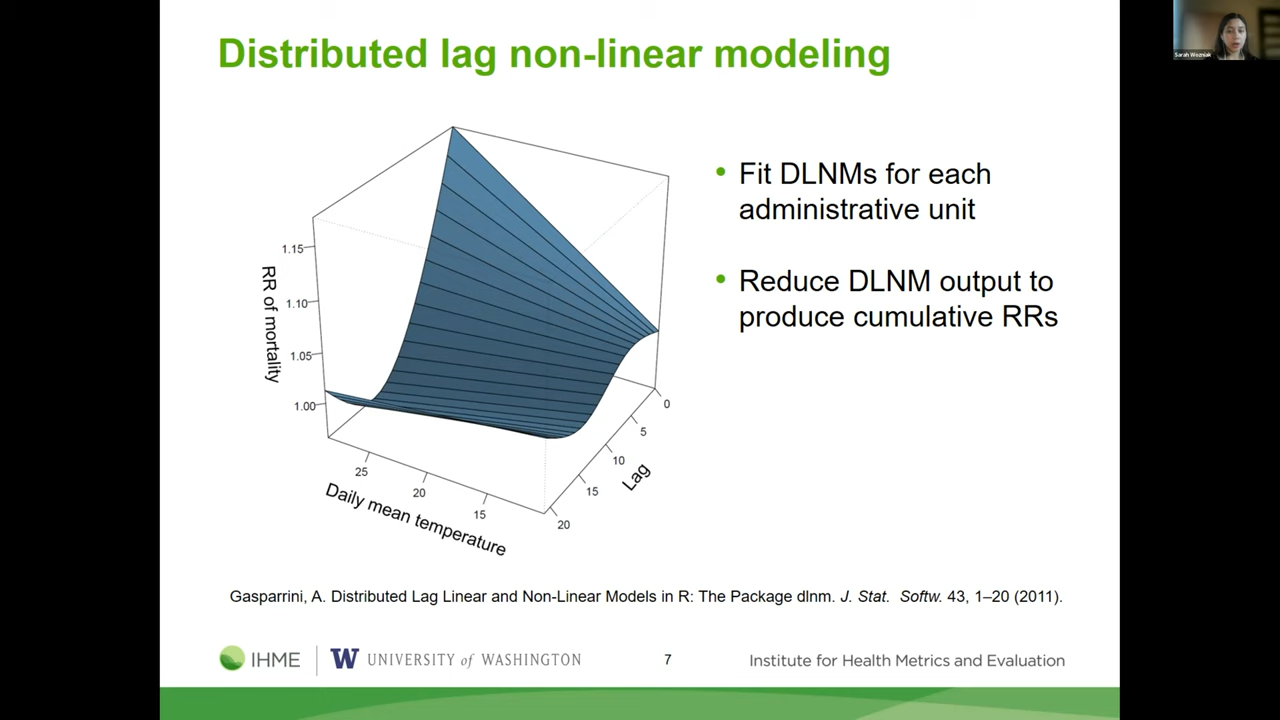 Distributed lag non-linear modeling
Sarah Wozniak
1.15
1.10
1.05
1.00
RR of mortality
25
20
15
Daily mean temperature
0
5
10
15
20
Lag
• Fit DLNMs for each
administrative unit
• Reduce DLNM output to
produce cumulative RRs
Gasparrini, A. Distributed Lag Linear and Non-Linear Models in R: The Package dlnm. J. Stat. Softw. 43, 1–20 (2011).
IHME
W UNIVERSITY of WASHINGTON
7
Institute for Health Metrics and Evaluation